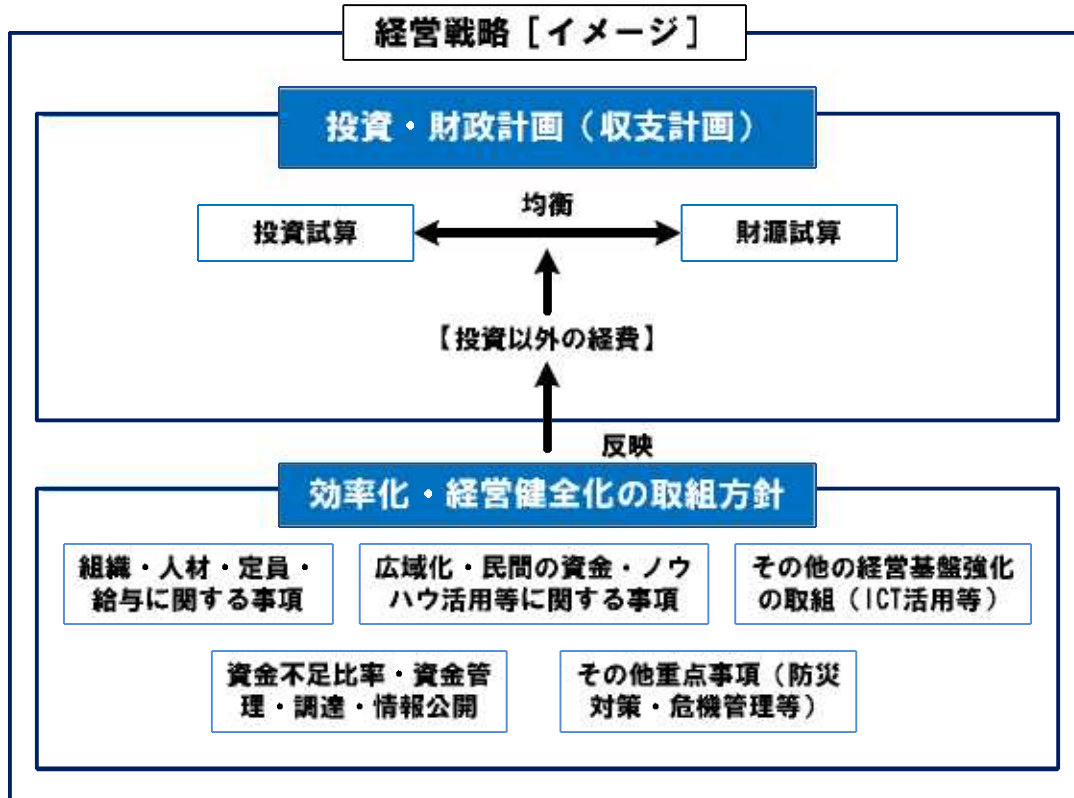 経営戦略［イメージ］
投資・財政計画（収支計画）
均衡
投資試算
財源試算
【投資以外の経費】
反映
効率化・経営健全化の取組方針
組織・人材・定員・
給与に関する事項
広域化・民間の資金・ノウ
ハウ活用等に関する事項
その他の経営基盤強化
の取組（ICT活用等）
資金不足比率・資金管
理・調達・情報公開
その他重点事項（防災
対策・危機管理等）